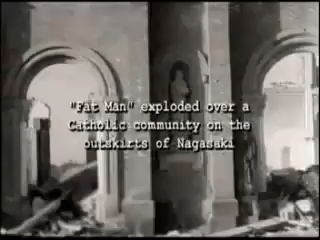 "Fat Man" exploded over a
Catholic community on the
outskirts of Nagasaki